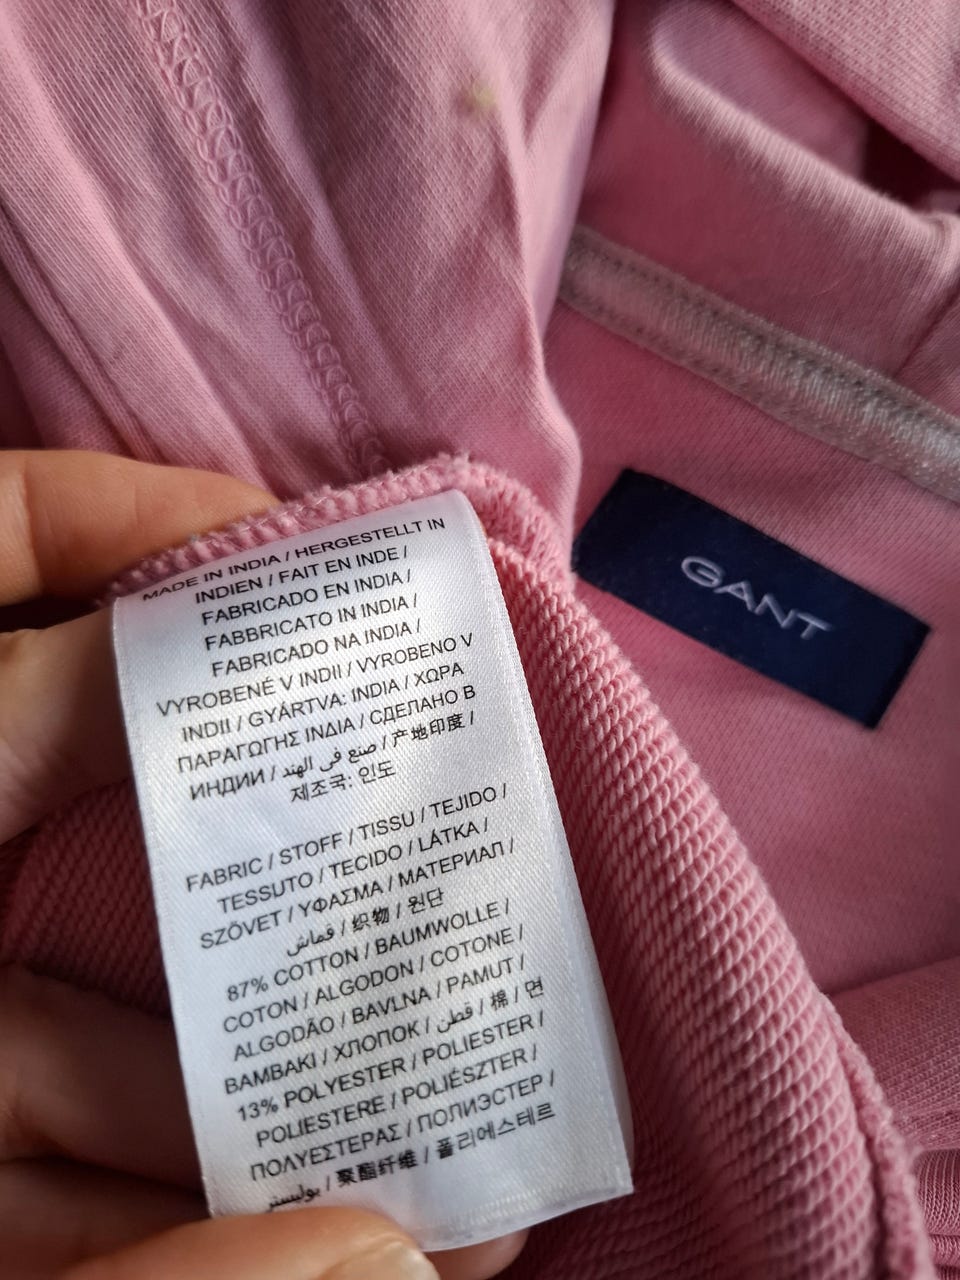 MADE IN INDIA / HERGESTELLT IN
INDIEN / FAIT EN INDE /
FABRICADO EN INDIA /
FABBRICATO IN INDIA /
FABRICADO NA INDIA /
VYROBENÉ V INDII / VYROBENO V
INDII / GYÁRTVA: INDIA / ΧΩΡΑ
ΠΑΡΑΓΩΓΗΣ ΙΝΔΙΑ / СДЕЛАНО В
ИНДИИ / صنع في الهند / 产地印度 /
제조국: 인도
FABRIC / STOFF / TISSU / TEJIDO /
TESSUTO / TECIDO / LÁTKA /
SZÖVET / ΥΦΑΣΜΑ / МАТЕРИАЛ /
قماش / 织物 / 원단
87% COTTON / BAUMWOLLE /
COTON / ALGODON / COTONE /
ALGODÃO / BAVLNA / PAMUT /
BAMBAKI / ХЛОПОК / قطن / 棉 / 면
13% POLYESTER / POLIESTER /
POLIESTERE / POLIÉSZTER /
ΠΟΛΥΕΣΤΕΡΑΣ / ПОЛИЭСТЕР /
بوليستر / 聚酯纤维 / 폴리에스테르
GANT